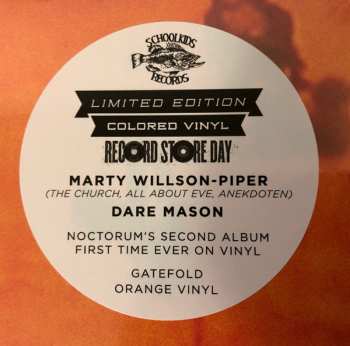 SCHOOLKIDS
RECORDS
LIMITED EDITION
COLORED VINYL
RECORD STORE DAY
MARTY WILLSON-PIPER
(THE CHURCH, ALL ABOUT EVE, ANEKDOTEN)
DARE MASON
NOCTORUM'S SECOND ALBUM
FIRST TIME EVER ON VINYL
GATEFOLD
ORANGE VINYL